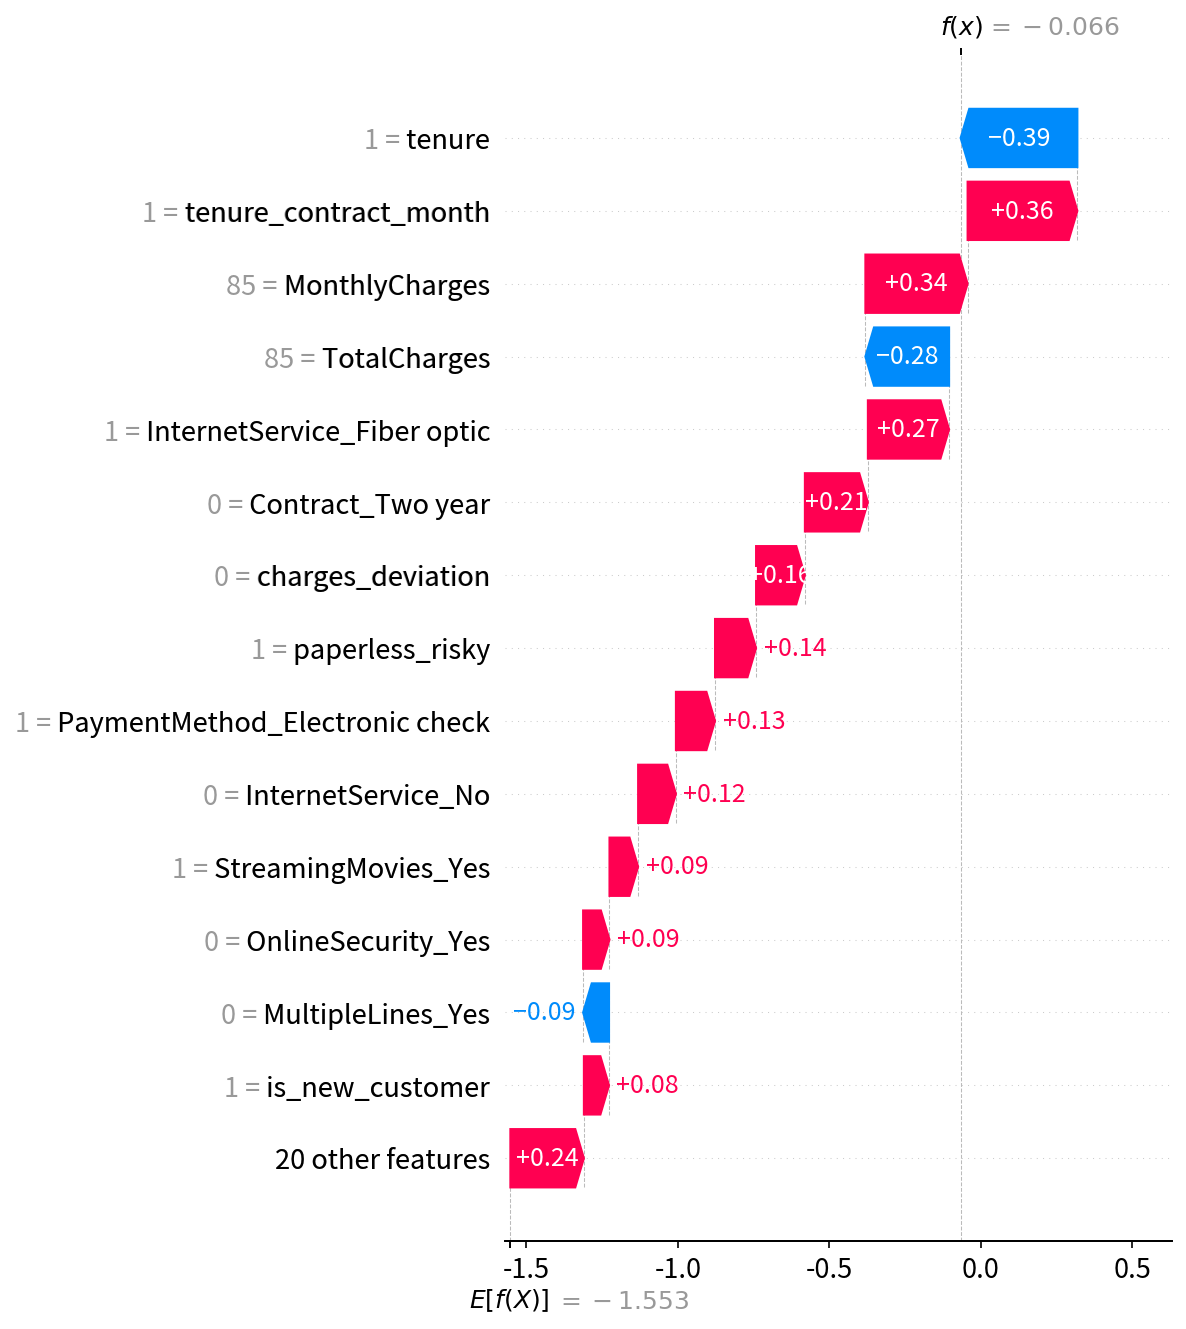 f(x) = −0.066
1 = tenure −0.39
1 = tenure_contract_month +0.36
85 = MonthlyCharges +0.34
85 = TotalCharges −0.28
1 = InternetService_Fiber optic +0.27
0 = Contract_Two year +0.21
0 = charges_deviation +0.16
1 = paperless_risky +0.14
1 = PaymentMethod_Electronic check +0.13
0 = InternetService_No +0.12
1 = StreamingMovies_Yes +0.09
0 = OnlineSecurity_Yes +0.09
0 = MultipleLines_Yes −0.09
1 = is_new_customer +0.08
20 other features +0.24
-1.5 -1.0 -0.5 0.0 0.5
E[f(X)] = −1.553